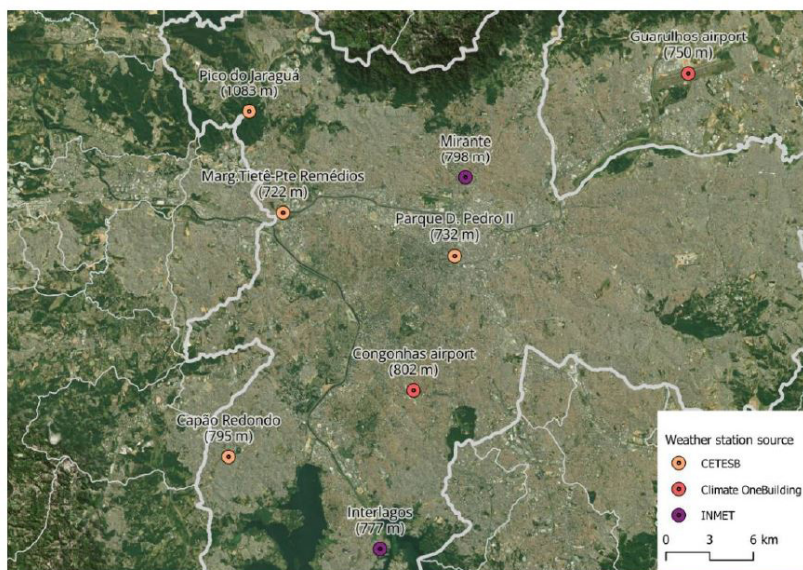 Guarulhos airport
(750 m)
Pico do Jaraguá
(1083 m)
Mirante
(798 m)
Marg.Tietê-Pte Remédios
(722 m)
Parque D. Pedro II
(732 m)
Congonhas airport
(802 m)
Capão Redondo
(795 m)
Interlagos
(777 m)
Weather station source
CETESB
Climate OneBuilding
INMET
0 3 6 km